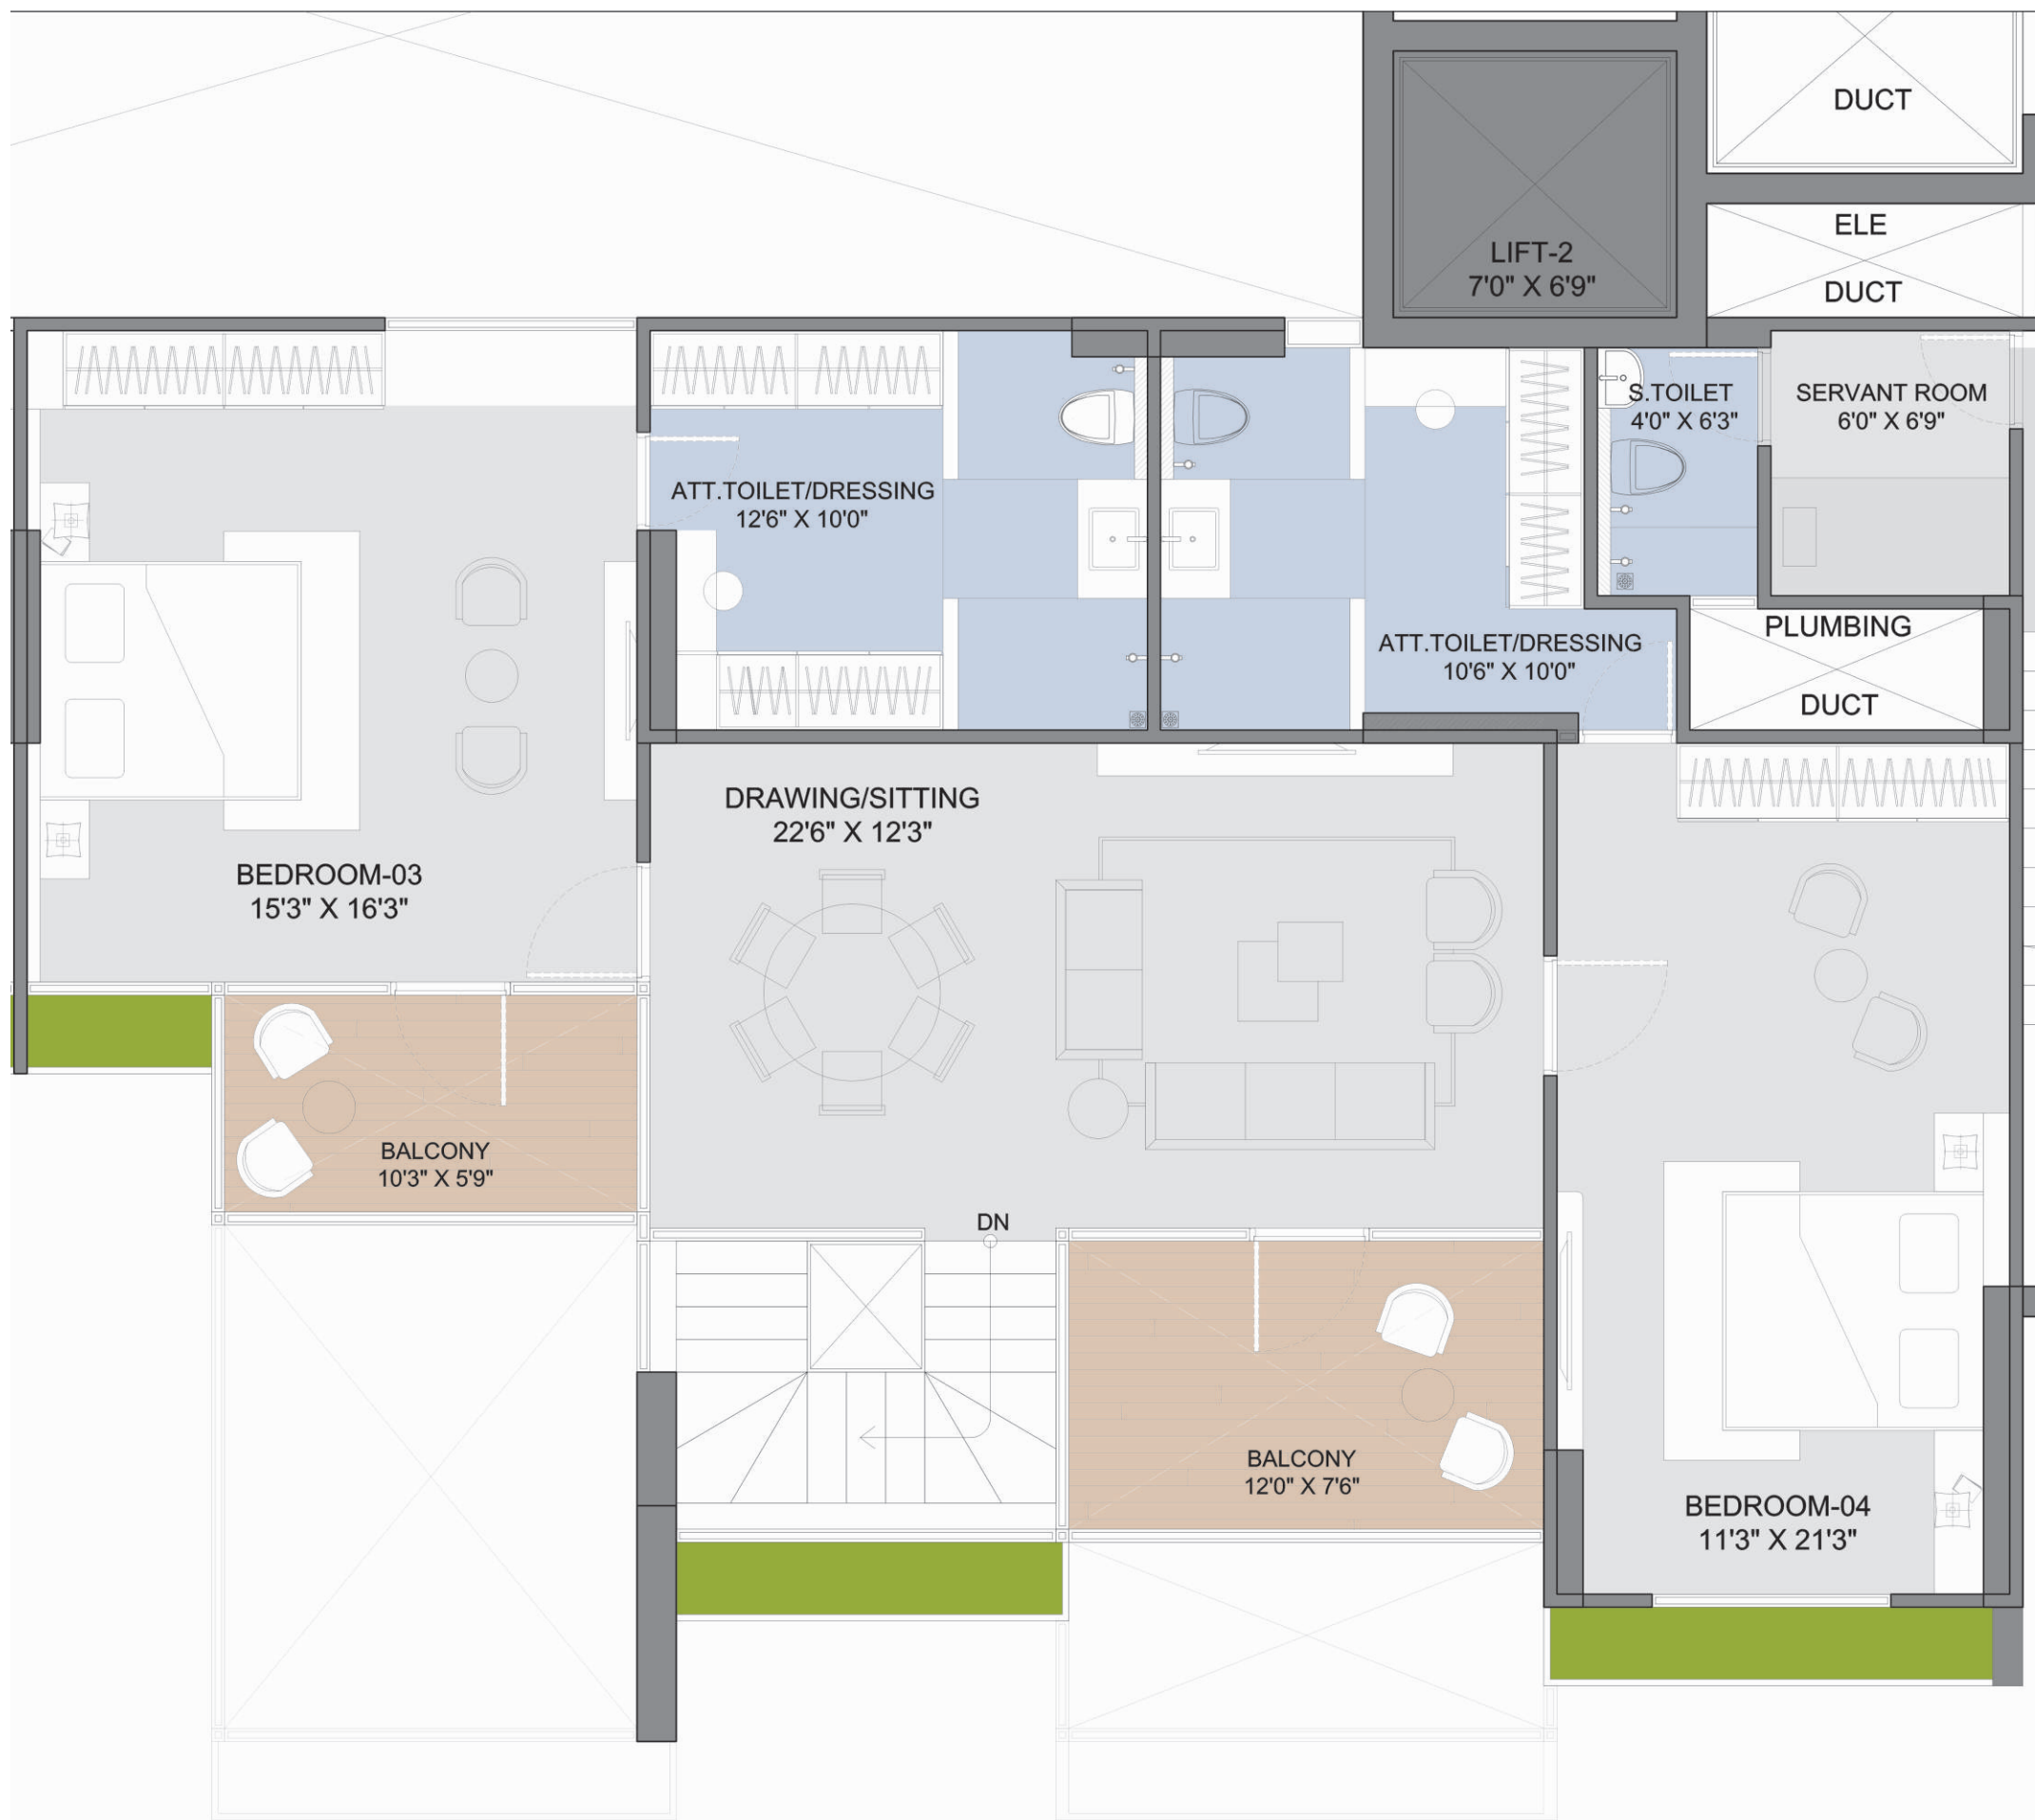 DUCT
ELE
DUCT
LIFT-2
7'0" X 6'9"
S.TOILET
4'0" X 6'3"
SERVANT ROOM
6'0" X 6'9"
ATT.TOILET/DRESSING
12'6" X 10'0"
ATT.TOILET/DRESSING
10'6" X 10'0"
PLUMBING
DUCT
DRAWING/SITTING
22'6" X 12'3"
BEDROOM-03
15'3" X 16'3"
BALCONY
10'3" X 5'9"
DN
BALCONY
12'0" X 7'6"
BEDROOM-04
11'3" X 21'3"